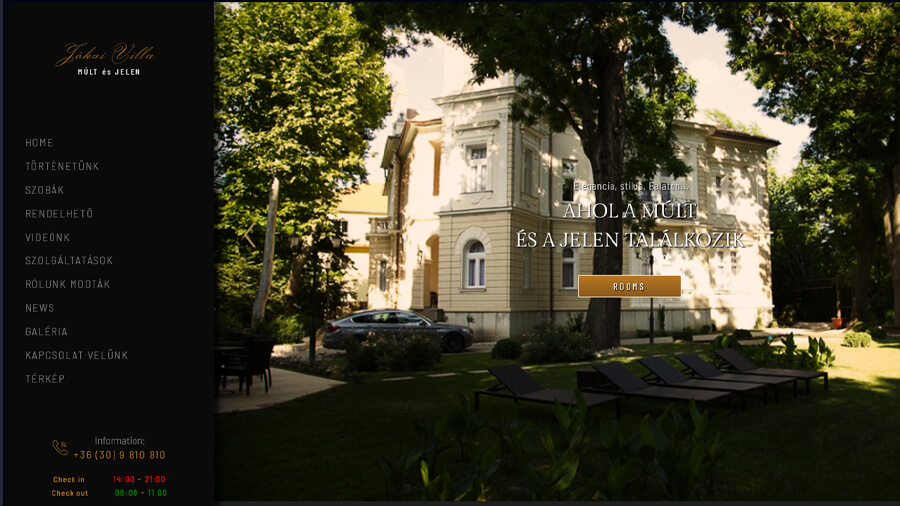 Jókai Villa
MÚLT és JELEN
HOME
TÖRTÉNETÜNK
SZOBÁK
RENDELHETŐ
VIDEÓNK
SZOLGÁLTATÁSOK
RÓLUNK MODTÁK
NEWS
GALÉRIA
KAPCSOLAT VELÜNK
TÉRKÉP
Information:
+36 (30) 9 810 810
Check in 14:00 - 21:00
Check out 08:00 - 11:00
Elegancia, stílus, Balaton...
AHOL A MÚLT
ÉS A JELEN TALÁLKOZIK
ROOMS